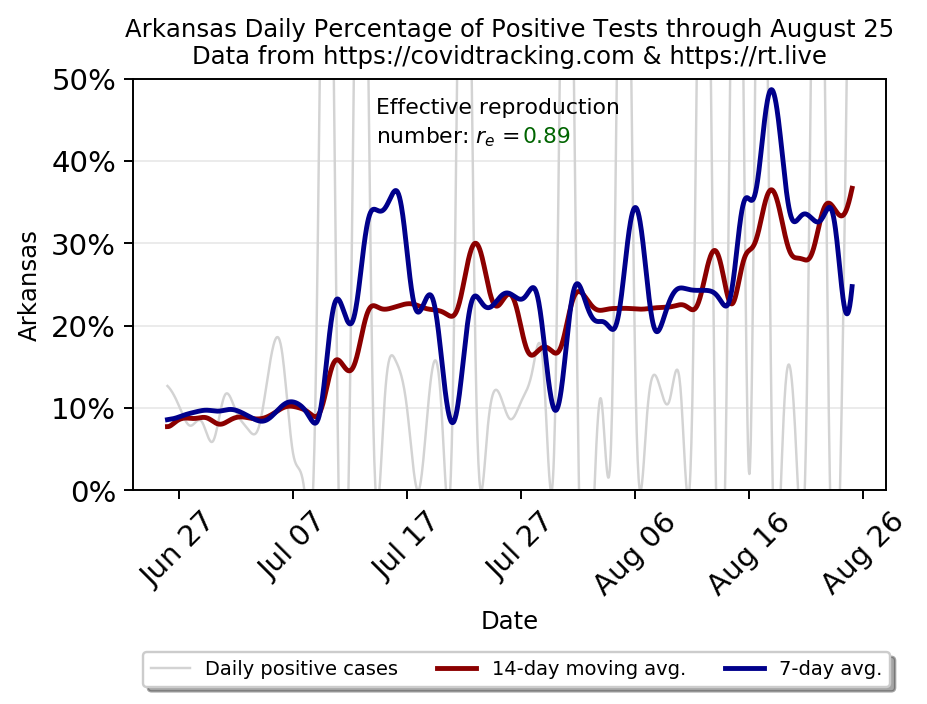 Arkansas Daily Percentage of Positive Tests through August 25
Data from https://covidtracking.com & https://rt.live
50%
40%
30%
20%
10%
0%
Arkansas
Effective reproduction
number: rₑ =0.89
Jun 27
Jul 07
Jul 17
Jul 27
Aug 06
Aug 16
Aug 26
Date
Daily positive cases
14-day moving avg.
7-day avg.